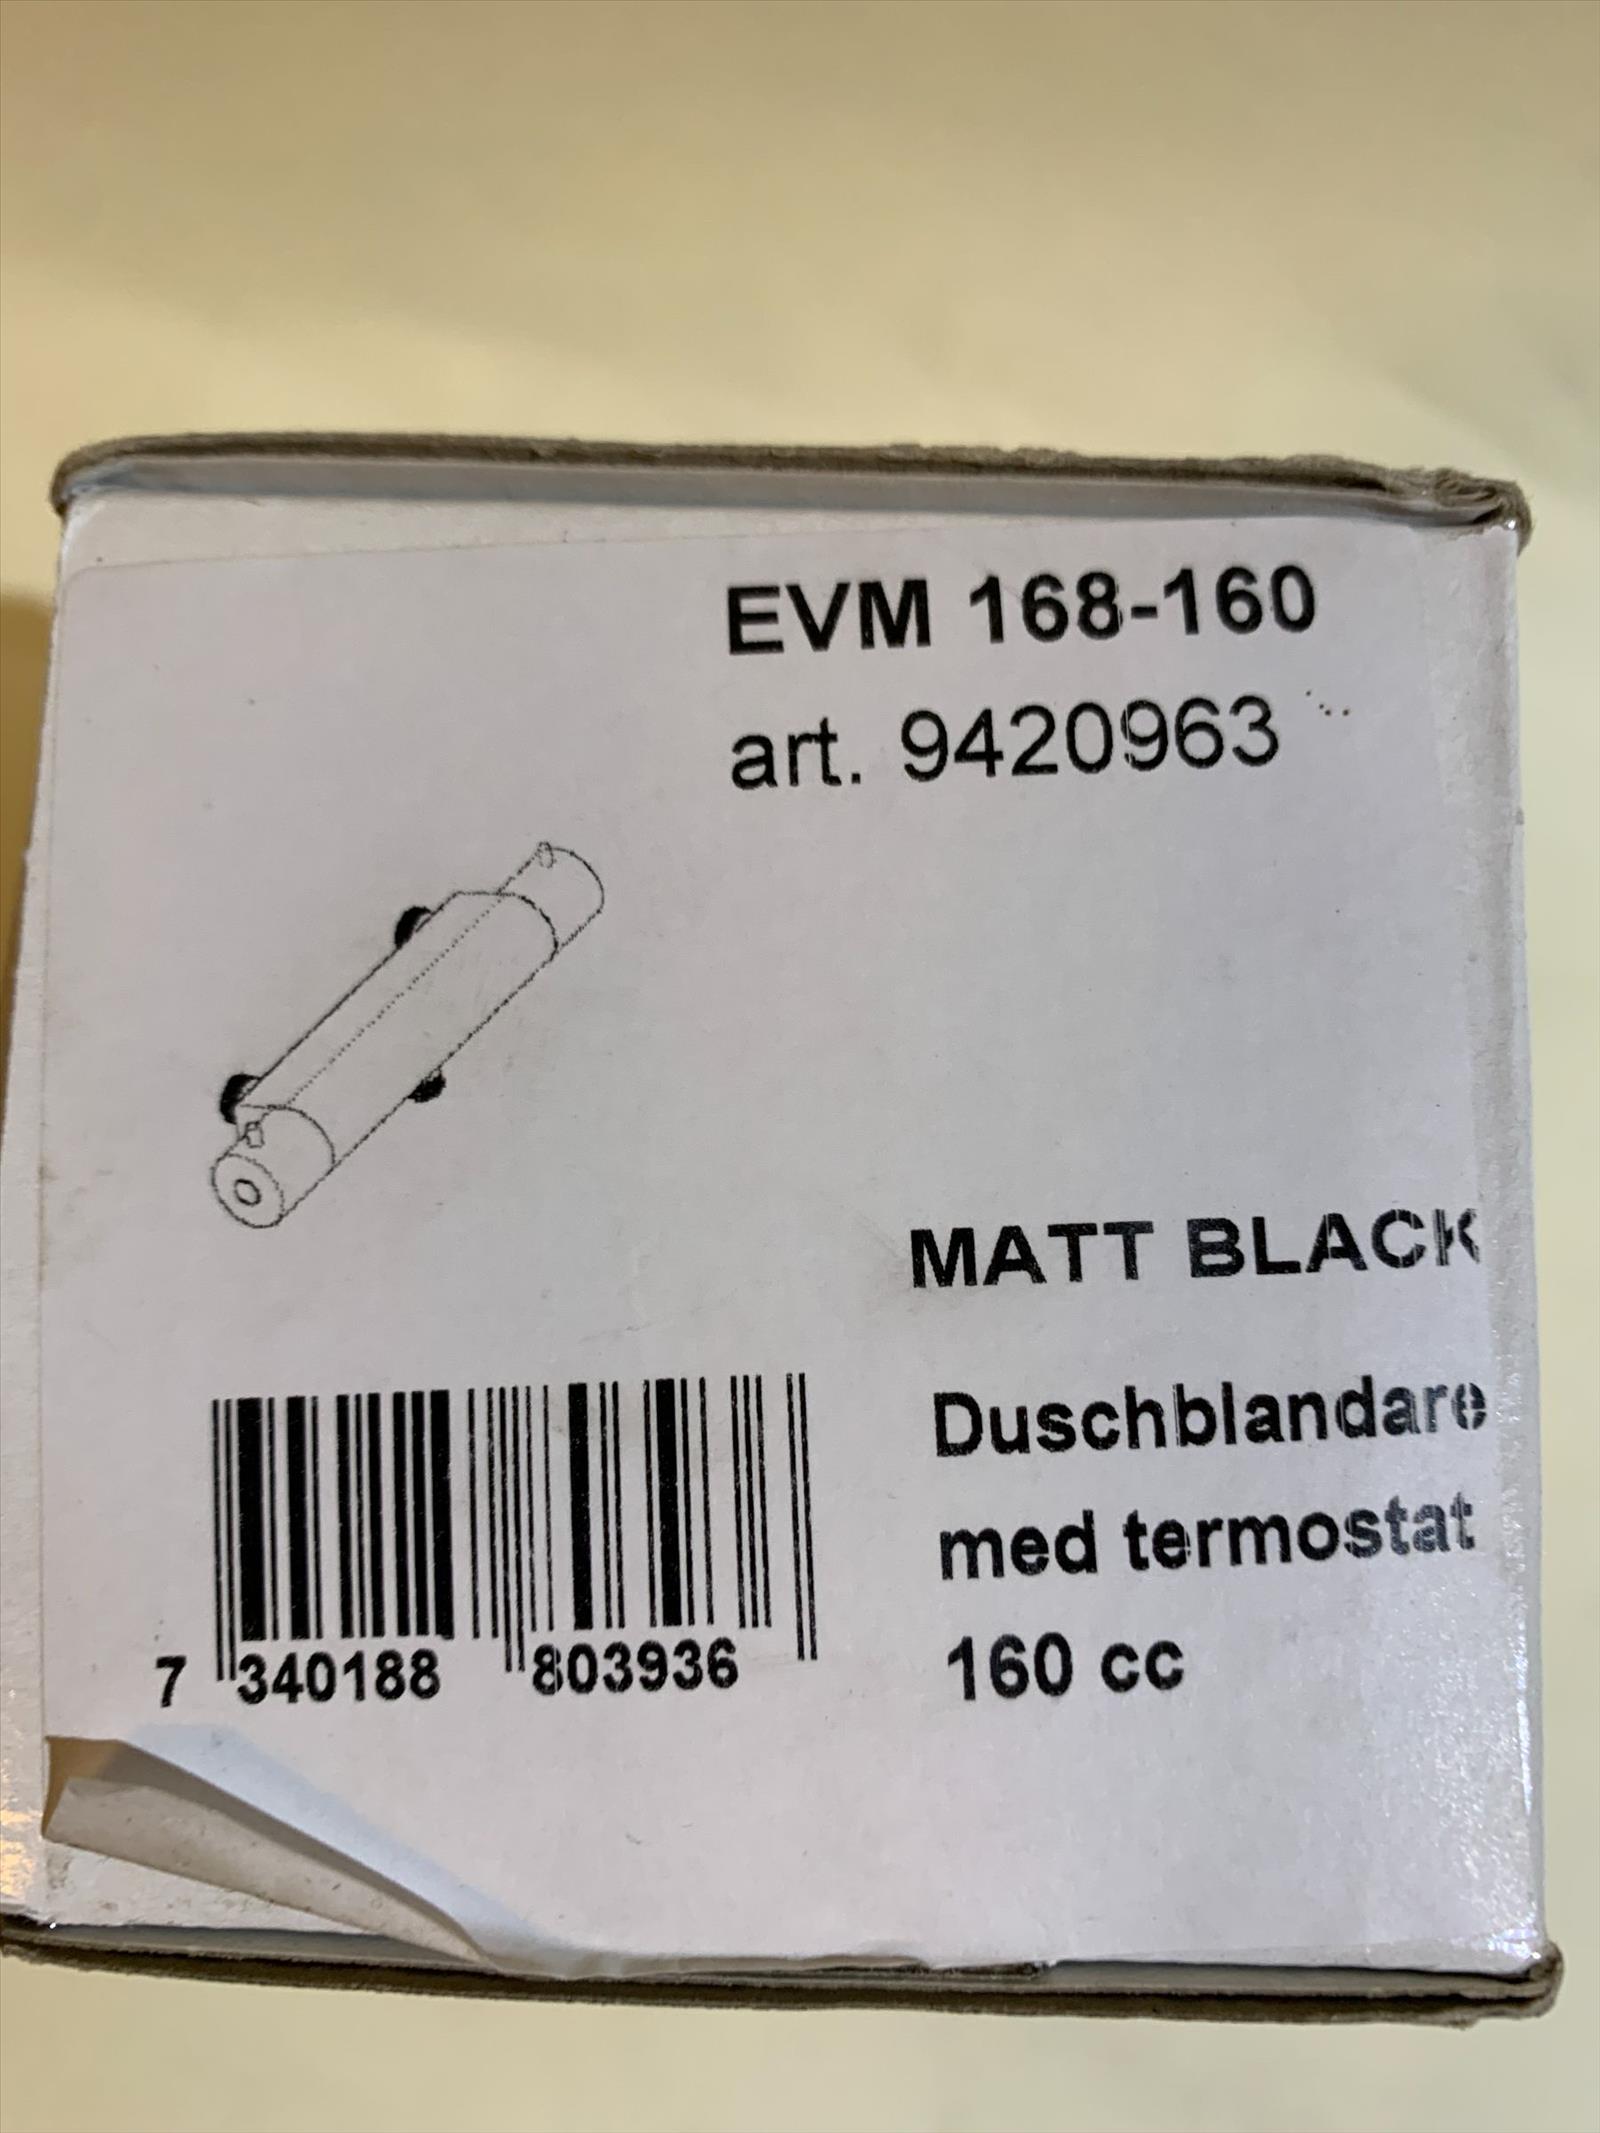 EVM 168-160
art. 9420963
MATT BLACK
Duschblandare
med termostat
160 cc
7 340188 803936